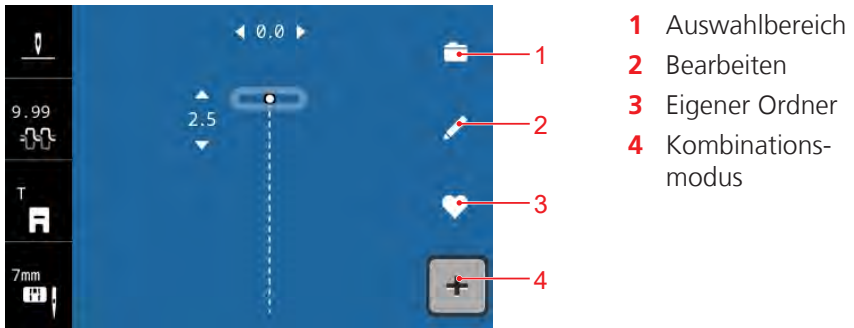 0.0
9.99
2.5
T
7mm
1
2
3
4
1 Auswahlbereich
2 Bearbeiten
3 Eigener Ordner
4 Kombinations-
modus